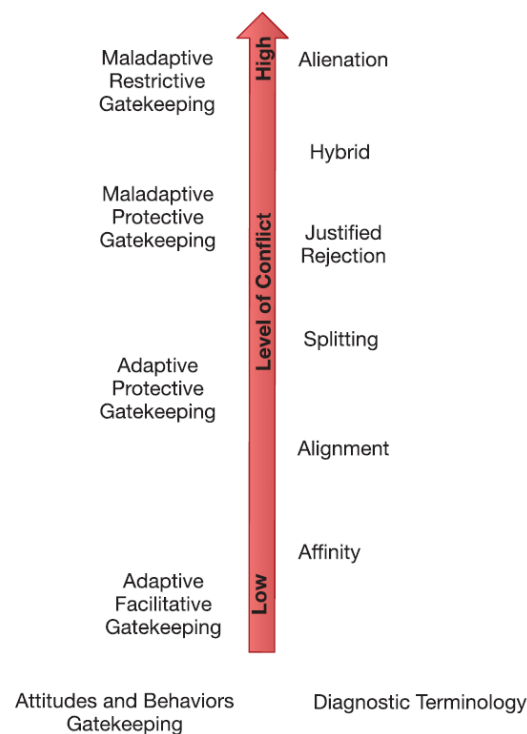 Maladaptive
Restrictive
Gatekeeping
High
Alienation
Hybrid
Maladaptive
Protective
Gatekeeping
Level of Conflict
Justified
Rejection
Splitting
Adaptive
Protective
Gatekeeping
Alignment
Affinity
Adaptive
Facilitative
Gatekeeping
Low
Attitudes and Behaviors
Gatekeeping
Diagnostic Terminology